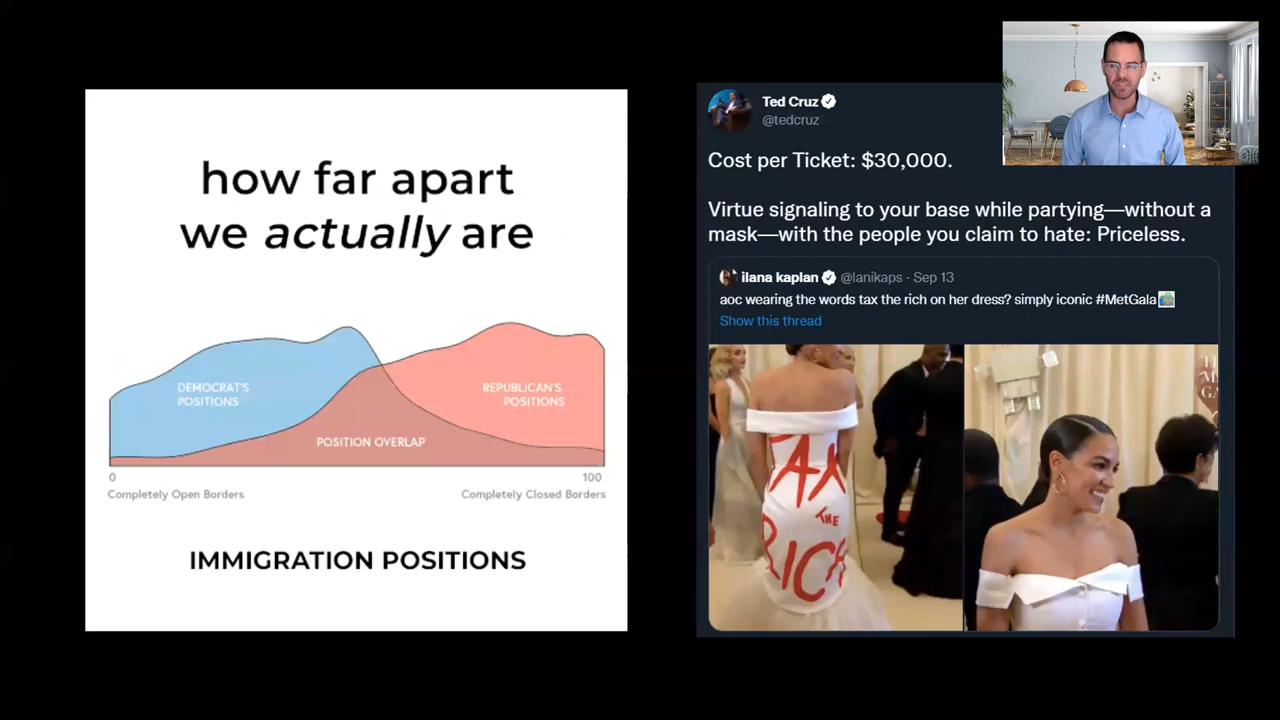 how far apart
we actually are
DEMOCRAT'S
POSITIONS
REPUBLICAN'S
POSITIONS
POSITION OVERLAP
0
100
Completely Open Borders
Completely Closed Borders
IMMIGRATION POSITIONS
Ted Cruz
@tedcruz
Cost per Ticket: $30,000.
Virtue signaling to your base while partying—without a
mask—with the people you claim to hate: Priceless.
ilana kaplan @lanikaps · Sep 13
aoc wearing the words tax the rich on her dress? simply iconic #MetGala
Show this thread
TAX
THE
RICH